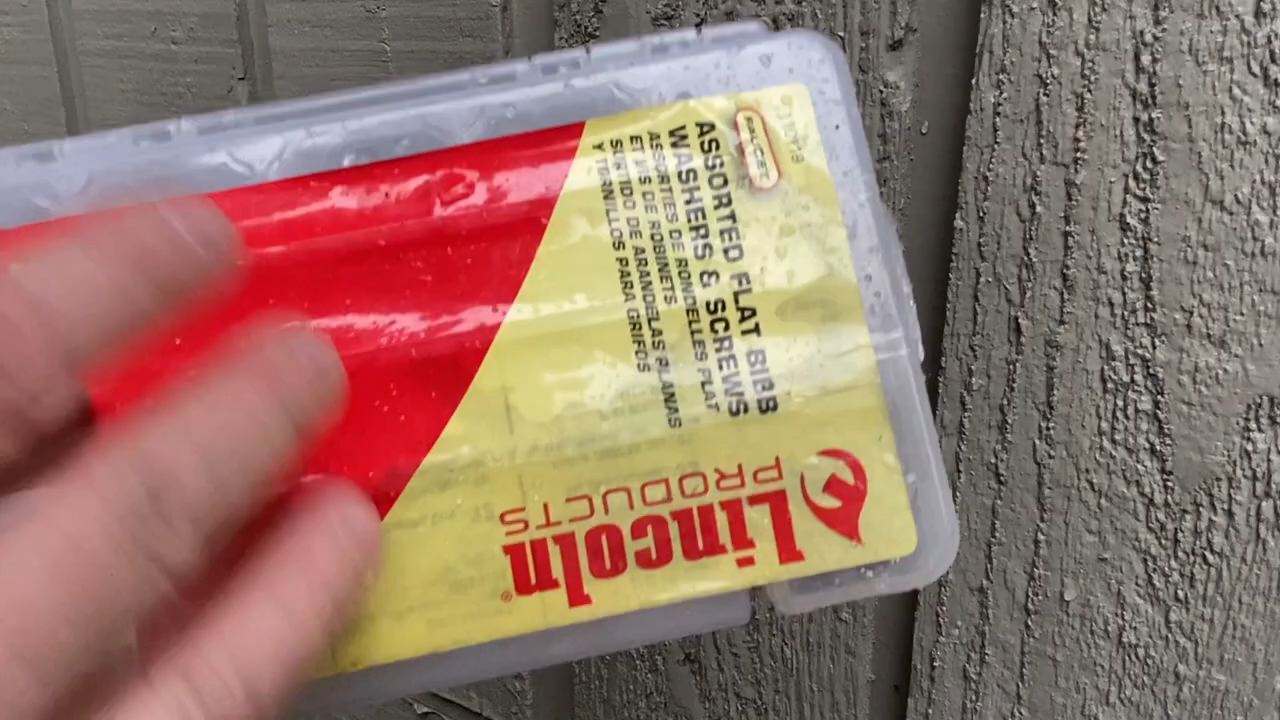 Lincoln®
PRODUCTS
ASSORTED FLAT BIBB
WASHERS & SCREWS
ASSORTIES DE RONDELLES PLAT
ET VIS DE ROBINETS
SURTIDO DE ARANDELAS PLANAS
Y TORNILLOS PARA GRIFOS